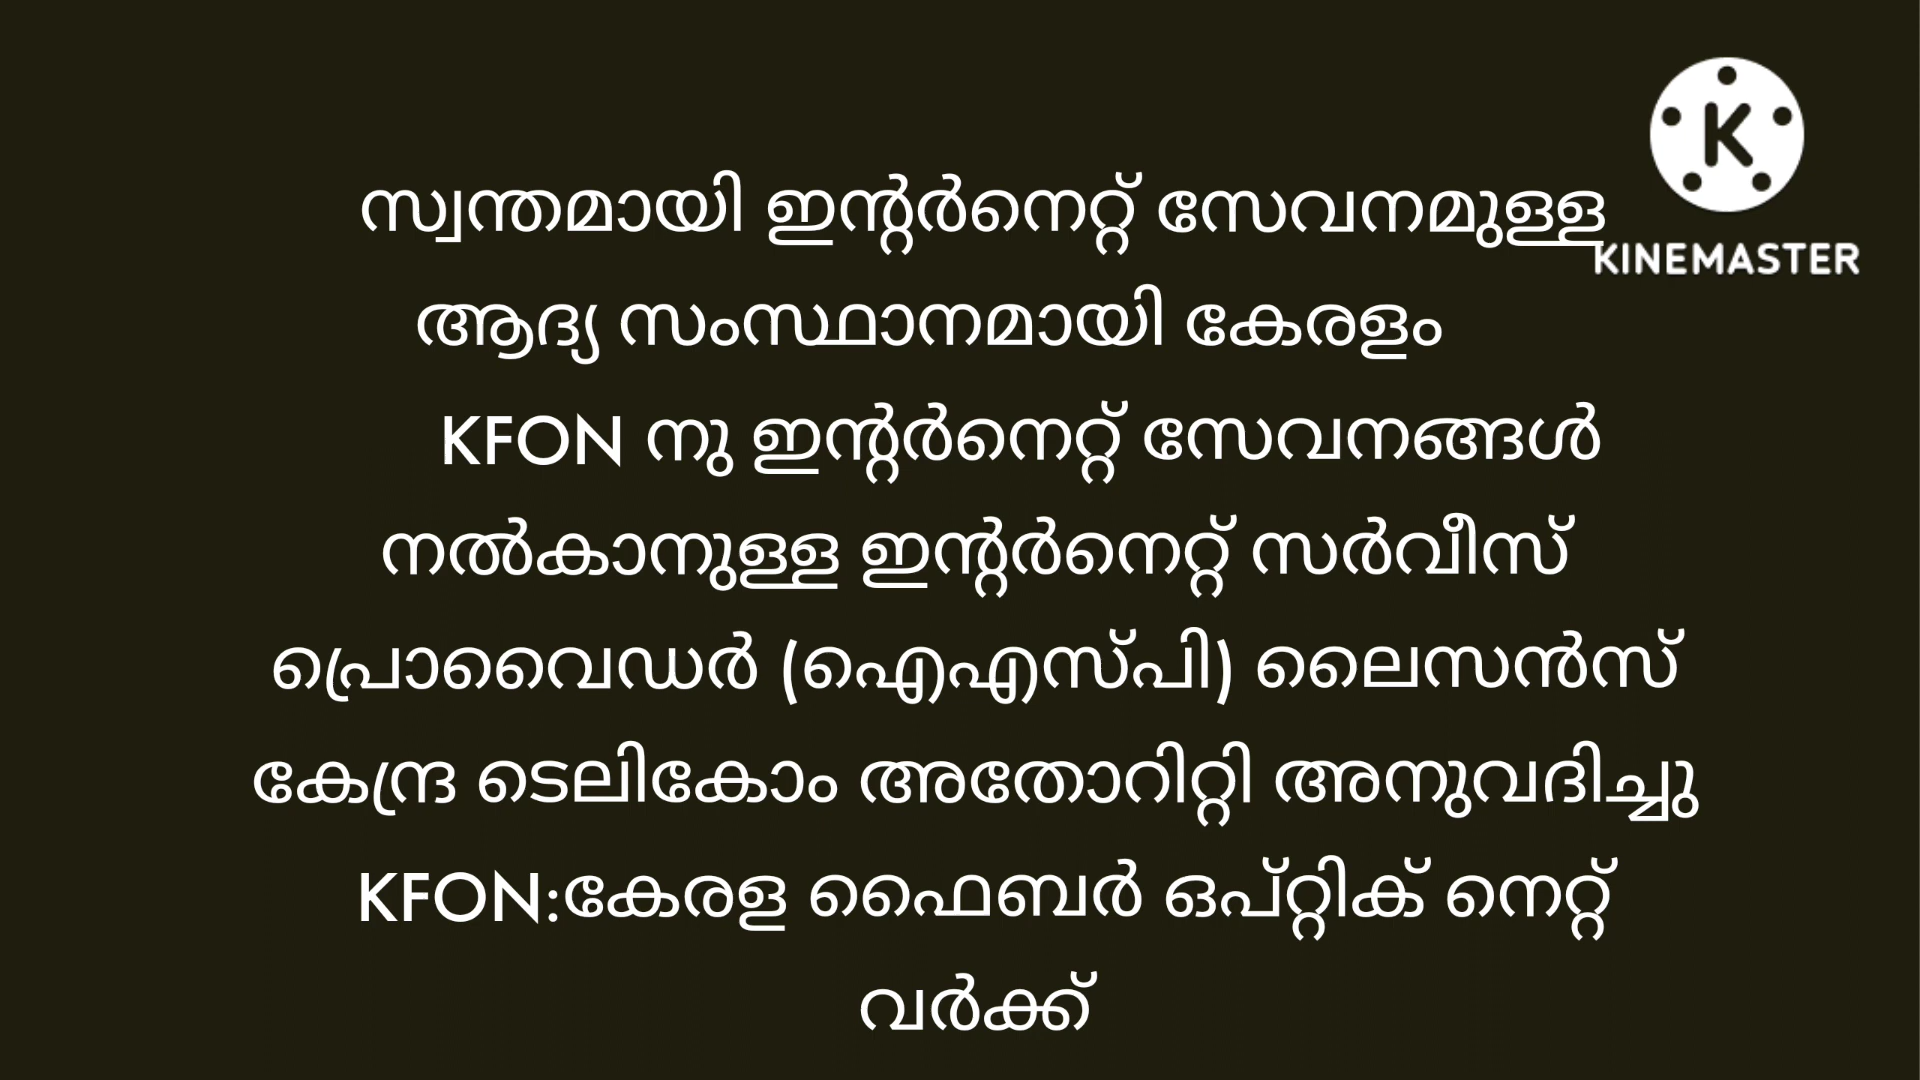 സ്വന്തമായി ഇന്റർനെറ്റ് സേവനമുള്ള
ആദ്യ സംസ്ഥാനമായി കേരളം
KFON നു ഇന്റർനെറ്റ് സേവനങ്ങൾ
നൽകാനുള്ള ഇന്റർനെറ്റ് സർവീസ്
പ്രൊവൈഡർ (ഐഎസ്പി) ലൈസൻസ്
കേന്ദ്ര ടെലികോം അതോറിറ്റി അനുവദിച്ചു
KFON:കേരള ഫൈബർ ഒപ്റ്റിക് നെറ്റ്
വർക്ക്
K
KINEMASTER